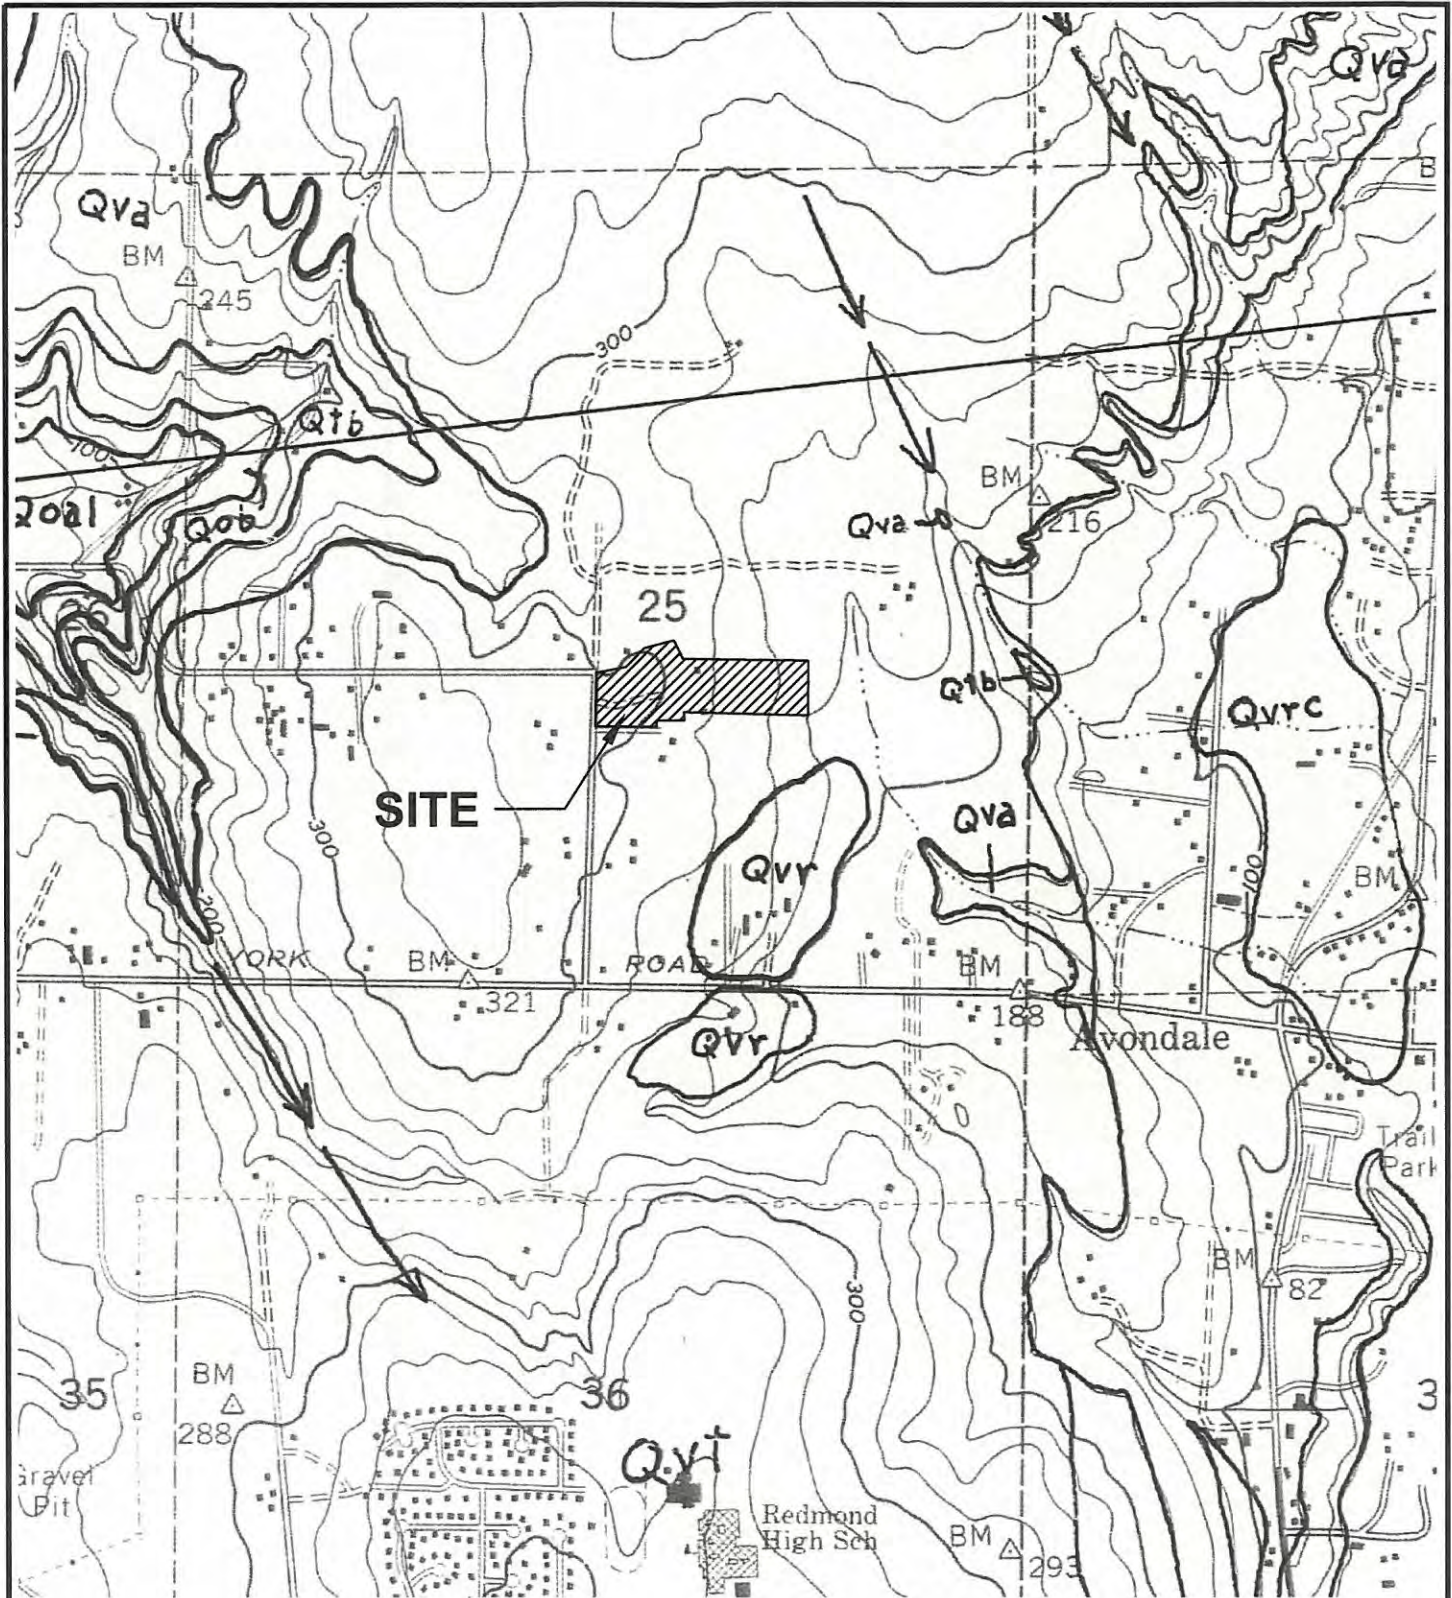 Qva
Qva
B
BM
245
300
Qtb
100
BM
216
Qoal
Qob
Qva
25
Qtb
Qvrc
SITE
Qva
300
Qvr
100
BM
200
YORK
BM
ROAD
BM
321
188
Avondale
Qvr
Trail
Park
BM
82
300
BM
35
36
3
288
Qvt
Gravel
Pit
Redmond
High Sch
BM
293